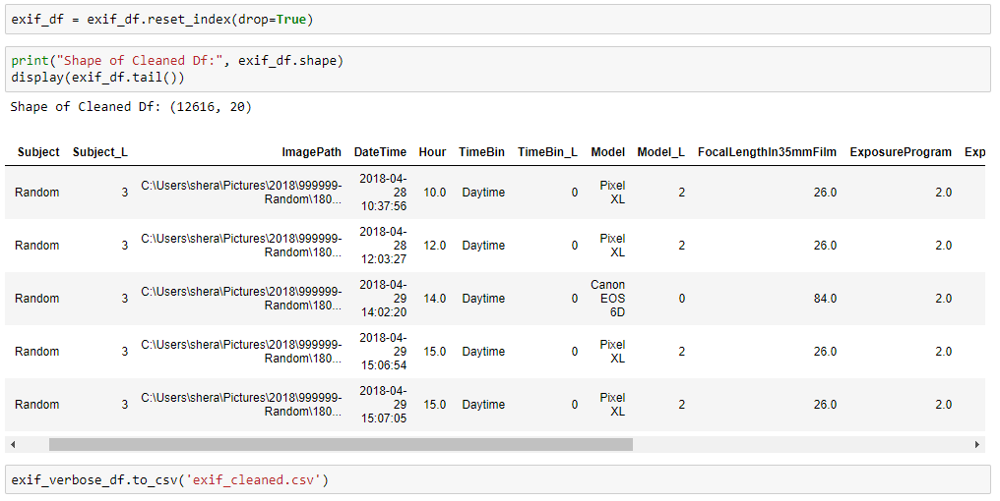 exif_df = exif_df.reset_index(drop=True)
print("Shape of Cleaned Df:", exif_df.shape)
display(exif_df.tail())
Shape of Cleaned Df: (12616, 20)
Subject Subject_L ImagePath DateTime Hour TimeBin TimeBin_L Model Model_L FocalLengthIn35mmFilm ExposureProgram Exp
Random 3 C:\Users\shera\Pictures\2018\999999-Random\180... 2018-04-28 10:37:56 10.0 Daytime 0 Pixel XL 2 26.0 2.0
Random 3 C:\Users\shera\Pictures\2018\999999-Random\180... 2018-04-28 12:03:27 12.0 Daytime 0 Pixel XL 2 26.0 2.0
Random 3 C:\Users\shera\Pictures\2018\999999-Random\180... 2018-04-29 14:02:20 14.0 Daytime 0 Canon EOS 6D 0 84.0 2.0
Random 3 C:\Users\shera\Pictures\2018\999999-Random\180... 2018-04-29 15:06:54 15.0 Daytime 0 Pixel XL 2 26.0 2.0
Random 3 C:\Users\shera\Pictures\2018\999999-Random\180... 2018-04-29 15:07:05 15.0 Daytime 0 Pixel XL 2 26.0 2.0
exif_verbose_df.to_csv('exif_cleaned.csv')